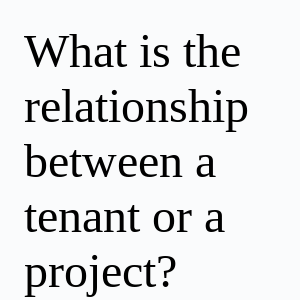 What is the
relationship
between a
tenant or a
project?